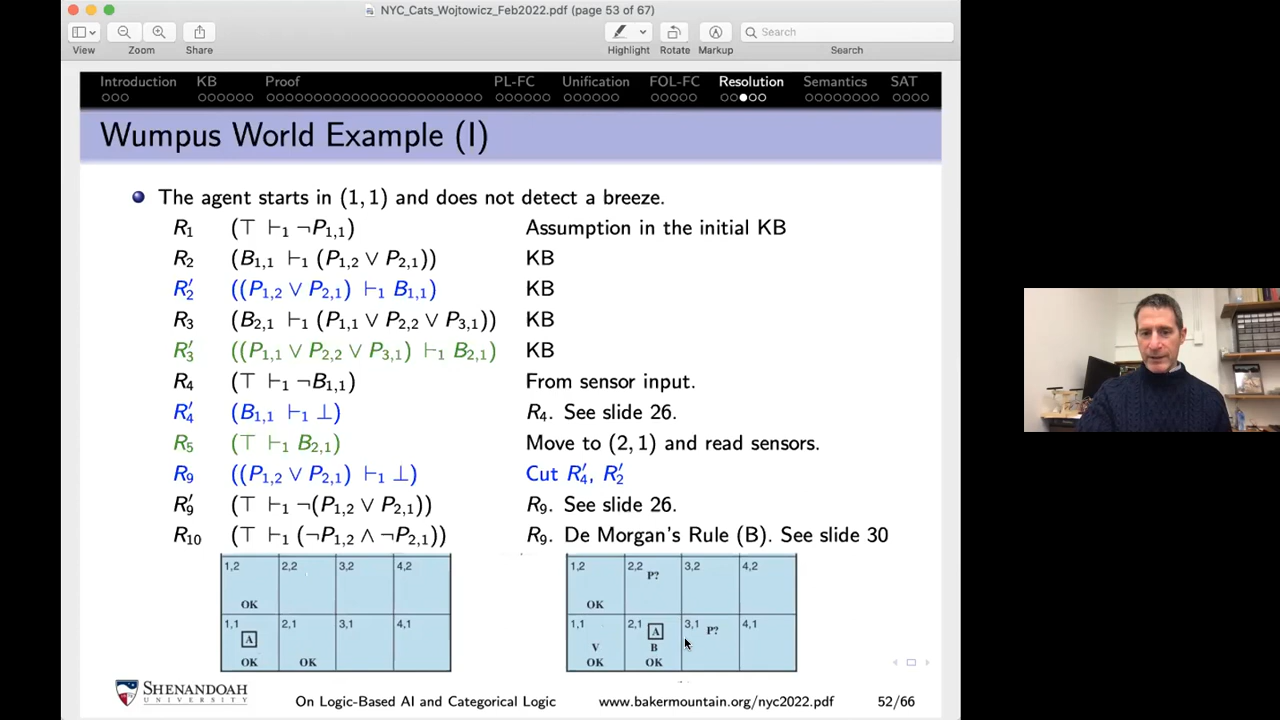 NYC_Cats_Wojtowicz_Feb2022.pdf (page 53 of 67)
View Zoom Share Highlight Rotate Markup Search
Search
Introduction KB Proof PL-FC Unification FOL-FC Resolution Semantics SAT
Wumpus World Example (I)
The agent starts in (1, 1) and does not detect a breeze.
R₁ (⊤ ⊢₁ ¬P₁,₁) Assumption in the initial KB
R₂ (B₁,₁ ⊢₁ (P₁,₂ ∨ P₂,₁)) KB
R₂′ ((P₁,₂ ∨ P₂,₁) ⊢₁ B₁,₁) KB
R₃ (B₂,₁ ⊢₁ (P₁,₁ ∨ P₂,₂ ∨ P₃,₁)) KB
R₃′ ((P₁,₁ ∨ P₂,₂ ∨ P₃,₁) ⊢₁ B₂,₁) KB
R₄ (⊤ ⊢₁ ¬B₁,₁) From sensor input.
R₄′ (B₁,₁ ⊢₁ ⊥) R₄. See slide 26.
R₅ (⊤ ⊢₁ B₂,₁) Move to (2, 1) and read sensors.
R₉ ((P₁,₂ ∨ P₂,₁) ⊢₁ ⊥) Cut R₄′, R₂′
R₉′ (⊤ ⊢₁ ¬(P₁,₂ ∨ P₂,₁)) R₉. See slide 26.
R₁₀ (⊤ ⊢₁ (¬P₁,₂ ∧ ¬P₂,₁)) R₉. De Morgan's Rule (B). See slide 30
1,2 2,2 3,2 4,2 1,2 2,2 P? 3,2 4,2
OK OK
1,1 2,1 3,1 4,1 1,1 2,1 3,1 P? 4,1
A A
V B
OK OK OK OK
SHENANDOAH
UNIVERSITY
On Logic-Based AI and Categorical Logic www.bakermountain.org/nyc2022.pdf 52/66